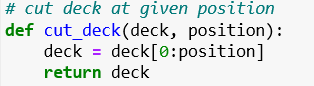 # cut deck at given position
def cut_deck(deck, position):
    deck = deck[0:position]
    return deck